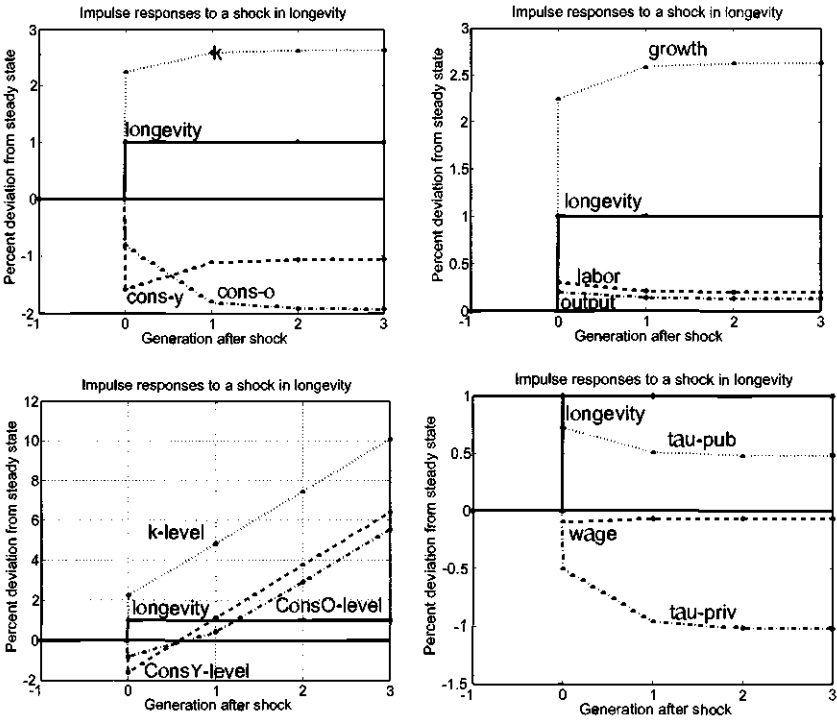 Impulse responses to a shock in longevity
Percent deviation from steady state
3
2
1
0
-1
-2
k
longevity
cons-y
cons-o
-1
0
1
2
3
Generation after shock
Impulse responses to a shock in longevity
Percent deviation from steady state
3
2.5
2
1.5
1
0.5
0
growth
longevity
labor
output
-1
0
1
2
3
Generation after shock
Impulse responses to a shock in longevity
Percent deviation from steady state
12
10
8
6
4
2
0
-2
k-level
longevity
ConsO-level
ConsY-level
-1
0
1
2
3
Generation after shock
Impulse responses to a shock in longevity
Percent deviation from steady state
1
0.5
0
-0.5
-1
-1.5
longevity
tau-pub
wage
tau-priv
-1
0
1
2
3
Generation after shock